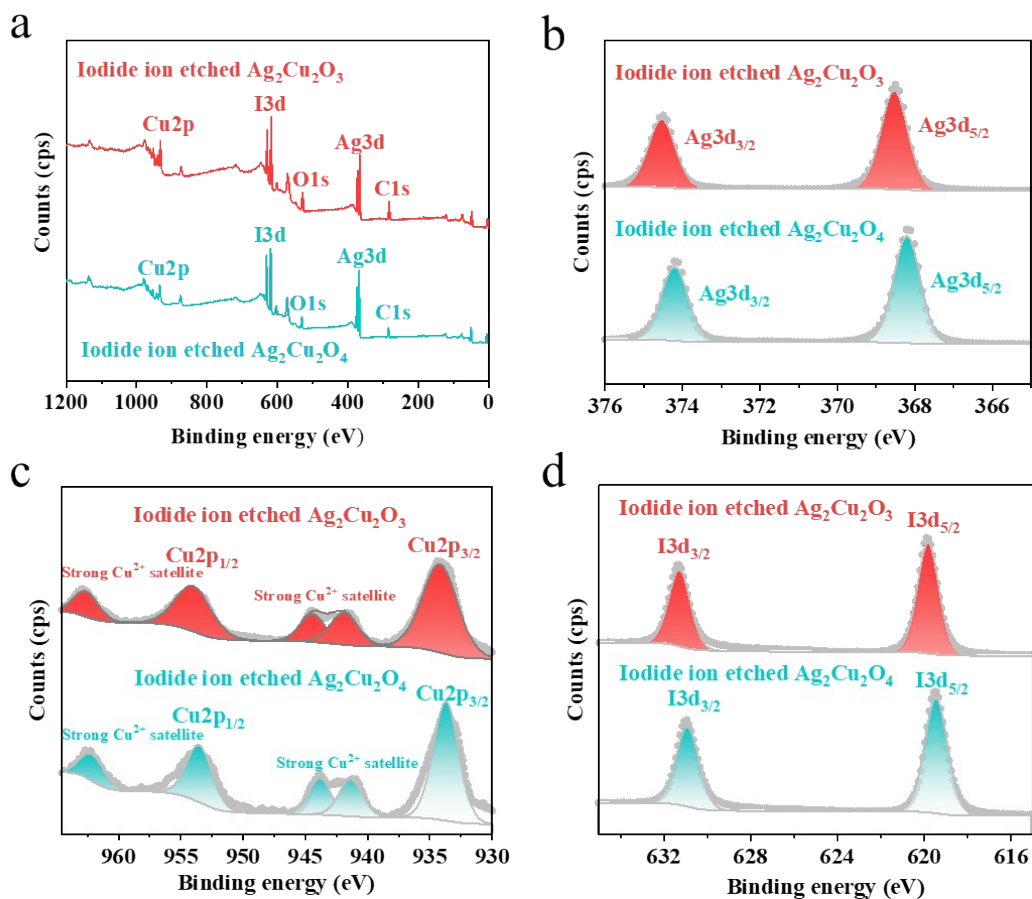 a
Iodide ion etched Ag₂Cu₂O₃
I3d
Cu2p
Ag3d
O1s
C1s
I3d
Cu2p
Ag3d
O1s
C1s
Iodide ion etched Ag₂Cu₂O₄
Counts (cps)
1200 1000 800 600 400 200 0
Binding energy (eV)
b
Iodide ion etched Ag₂Cu₂O₃
Ag3d₃/₂
Ag3d₅/₂
Iodide ion etched Ag₂Cu₂O₄
Ag3d₃/₂
Ag3d₅/₂
Counts (cps)
376 374 372 370 368 366
Binding energy (eV)
c
Iodide ion etched Ag₂Cu₂O₃
Cu2p₁/₂
Cu2p₃/₂
Strong Cu²⁺ satellite
Strong Cu²⁺ satellite
Iodide ion etched Ag₂Cu₂O₄
Cu2p₃/₂
Cu2p₁/₂
Strong Cu²⁺ satellite
Strong Cu²⁺ satellite
Counts (cps)
960 955 950 945 940 935 930
Binding energy (eV)
d
Iodide ion etched Ag₂Cu₂O₃
I3d₅/₂
I3d₃/₂
Iodide ion etched Ag₂Cu₂O₄
I3d₅/₂
I3d₃/₂
Counts (cps)
632 628 624 620 616
Binding energy (eV)